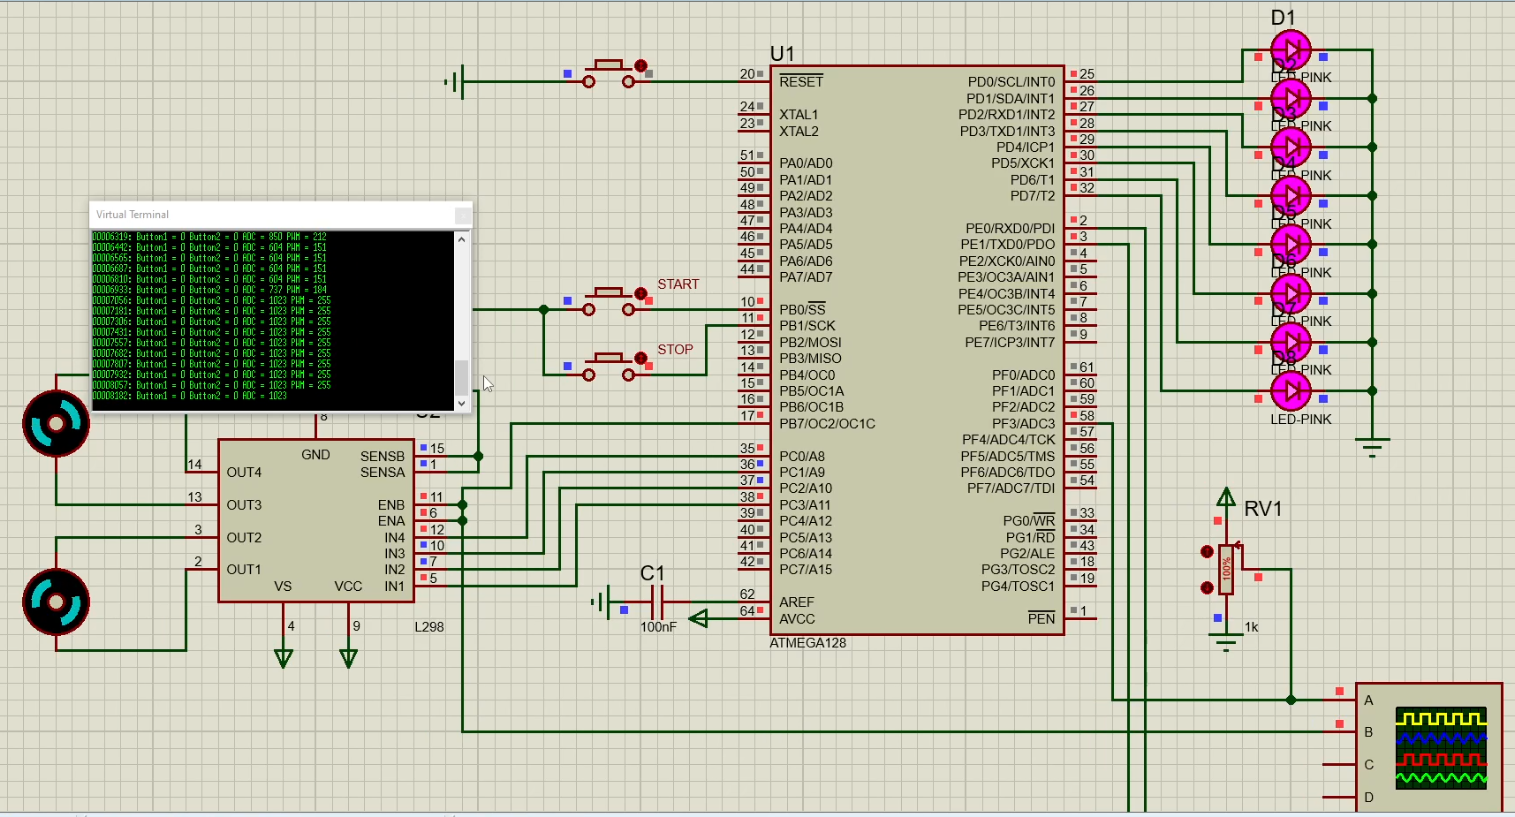 D1
U1
20
RESET
PD0/SCL/INT0
25
D2
LED-PINK
PD1/SDA/INT1
26
24
XTAL1
PD2/RXD1/INT2
27
D3
LED-PINK
23
XTAL2
PD3/TXD1/INT3
28
PD4/ICP1
29
D4
LED-PINK
51
PA0/AD0
PD5/XCK1
30
50
PA1/AD1
PD6/T1
31
49
PA2/AD2
PD7/T2
32
D5
LED-PINK
48
PA3/AD3
47
PA4/AD4
PE0/RXD0/PDI
2
46
PA5/AD5
PE1/TXD0/PDO
3
45
PA6/AD6
PE2/XCK0/AIN0
4
D6
LED-PINK
44
PA7/AD7
PE3/OC3A/AIN1
5
PE4/OC3B/INT4
6
10
PB0/SS
PE5/OC3C/INT5
7
D7
LED-PINK
11
PB1/SCK
PE6/T3/INT6
8
12
PB2/MOSI
PE7/ICP3/INT7
9
13
PB3/MISO
D8
LED-PINK
14
PB4/OC0
PF0/ADC0
61
15
PB5/OC1A
PF1/ADC1
60
16
PB6/OC1B
PF2/ADC2
59
17
PB7/OC2/OC1C
PF3/ADC3
58
LED-PINK
PF4/ADC4/TCK
57
35
PC0/A8
PF5/ADC5/TMS
56
36
PC1/A9
PF6/ADC6/TDO
55
37
PC2/A10
PF7/ADC7/TDI
54
38
PC3/A11
39
PC4/A12
PG0/WR
33
40
PC5/A13
PG1/RD
34
41
PC6/A14
PG2/ALE
43
42
PC7/A15
PG3/TOSC2
18
PG4/TOSC1
19
62
AREF
64
AVCC
PEN
1
ATMEGA128
START
STOP
Virtual Terminal
00006319: Button1 = 0 Button2 = 0 ADC = 850 PWM = 212
00006442: Button1 = 0 Button2 = 0 ADC = 604 PWM = 151
00006565: Button1 = 0 Button2 = 0 ADC = 604 PWM = 151
00006687: Button1 = 0 Button2 = 0 ADC = 604 PWM = 151
00006810: Button1 = 0 Button2 = 0 ADC = 604 PWM = 151
00006933: Button1 = 0 Button2 = 0 ADC = 737 PWM = 184
00007056: Button1 = 0 Button2 = 0 ADC = 1023 PWM = 255
00007181: Button1 = 0 Button2 = 0 ADC = 1023 PWM = 255
00007306: Button1 = 0 Button2 = 0 ADC = 1023 PWM = 255
00007431: Button1 = 0 Button2 = 0 ADC = 1023 PWM = 255
00007557: Button1 = 0 Button2 = 0 ADC = 1023 PWM = 255
00007682: Button1 = 0 Button2 = 0 ADC = 1023 PWM = 255
00007807: Button1 = 0 Button2 = 0 ADC = 1023 PWM = 255
00007932: Button1 = 0 Button2 = 0 ADC = 1023 PWM = 255
00008057: Button1 = 0 Button2 = 0 ADC = 1023 PWM = 255
00008182: Button1 = 0 Button2 = 0 ADC = 1023
8
GND
SENSB
15
SENSA
1
14
OUT4
13
OUT3
ENB
11
ENA
6
3
OUT2
IN4
12
IN3
10
2
OUT1
IN2
7
VS
VCC
IN1
5
4
9
L298
C1
100nF
RV1
100%
1k
A
B
C
D